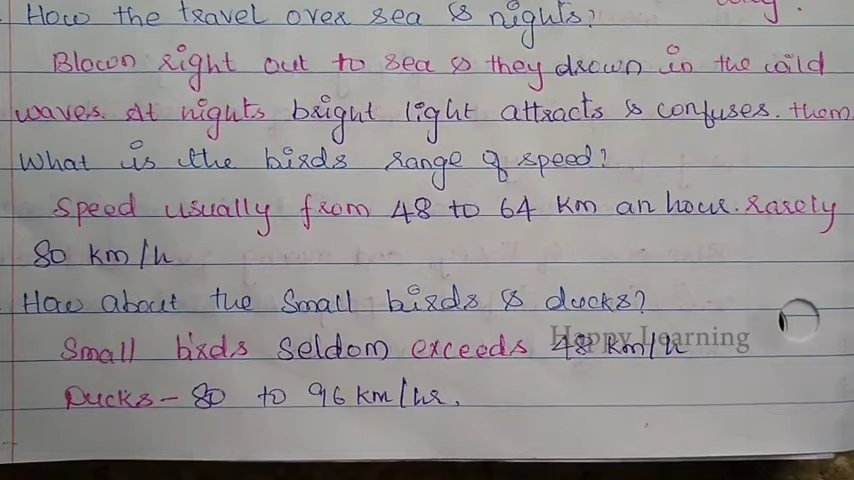 How the travel over sea & nights?
Blown right out to sea & they drown in the cold
waves. At nights bright light attracts & confuses. them
What is the birds range of speed?
Speed usually from 48 to 64 Km an hour. rarely
80 km/h
How about the Small birds & ducks?
Small birds Seldom exceeds 48 km/h
Happy Learning
Ducks - 80 to 96 km/hr.